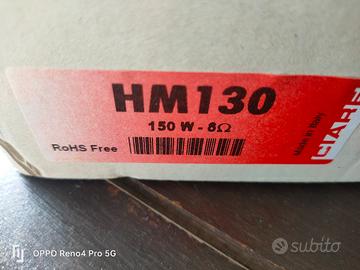 HM130
150 W - 8Ω
RoHS Free
Made in Italy
CIARE
OPPO Reno4 Pro 5G
subito